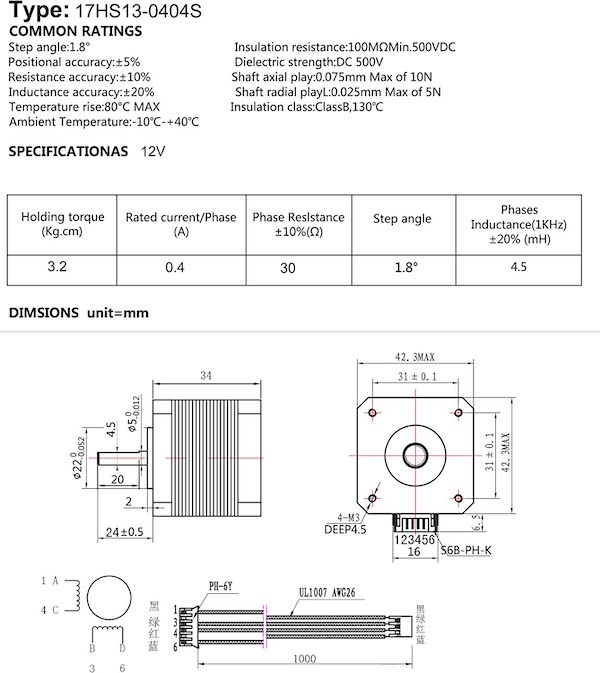 Type: 17HS13-0404S
COMMON RATINGS
Step angle:1.8° Insulation resistance:100MΩMin.500VDC
Positional accuracy:±5% Dielectric strength:DC 500V
Resistance accuracy:±10% Shaft axial play:0.075mm Max of 10N
Inductance accuracy:±20% Shaft radial playL:0.025mm Max of 5N
Temperature rise:80°C MAX Insulation class:ClassB,130℃
Ambient Temperature:-10℃-+40℃
SPECIFICATIONAS 12V
Holding torque
(Kg.cm)
Rated current/Phase
(A)
Phase Reslstance
±10%(Ω)
Step angle
Phases
Inductance(1KHz)
±20% (mH)
3.2 0.4 30 1.8° 4.5
DIMSIONS unit=mm
34
Φ22 0 -0.052
4.5
Φ5 0 -0.012
20
2
24±0.5
42.3MAX
31±0.1
31±0.1
42.3MAX
4-M3
DEEP4.5
123456
16
6.5
S6B-PH-K
1 A
4 C
B D
3 6
黑
绿
红
蓝
1
3
4
6
PH-6Y
UL1007 AWG26
1000
黑
绿
红
蓝